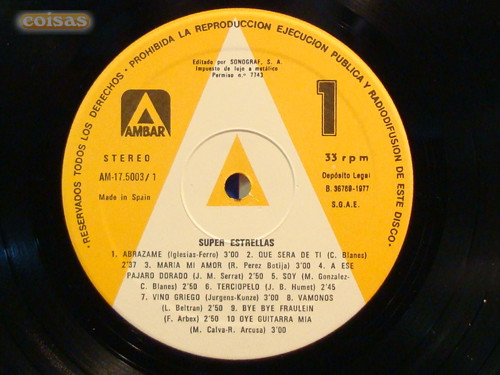 coisas
• RESERVADOS TODOS LOS DERECHOS • PROHIBIDA LA REPRODUCCION EJECUCION PUBLICA Y RADIODIFUSION DE ESTE DISCO •
Editado por SONOGRAF, S. A.
Impuesto de lujo a metálico
Permiso n.º 7743
AMBAR
1
STEREO
33 rpm
AM-17.5003/1
Depósito Legal
Made in Spain
B. 36769-1977
S.G.A.E.
SUPER ESTRELLAS
1. ABRAZAME (Iglesias-Ferro) 3'00 2. QUE SERA DE TI (C. Blanes)
2'37 3. MARIA MI AMOR (R. Perez Botija) 3'00 4. A ESE
PAJARO DORADO (J. M. Serrat) 2'50 5. SOY (M. Gonzalez-
C. Blanes) 2'50 6. TERCIOPELO (J. B. Humet) 2'45
7. VINO GRIEGO (Jurgens-Kunze) 3'00 8. VAMONOS
(L. Beltran) 2'50 9. BYE BYE FRAULEIN
(F. Arbex) 2'50 10 OYE GUITARRA MIA
(M. Calva-R. Arcusa) 3'00